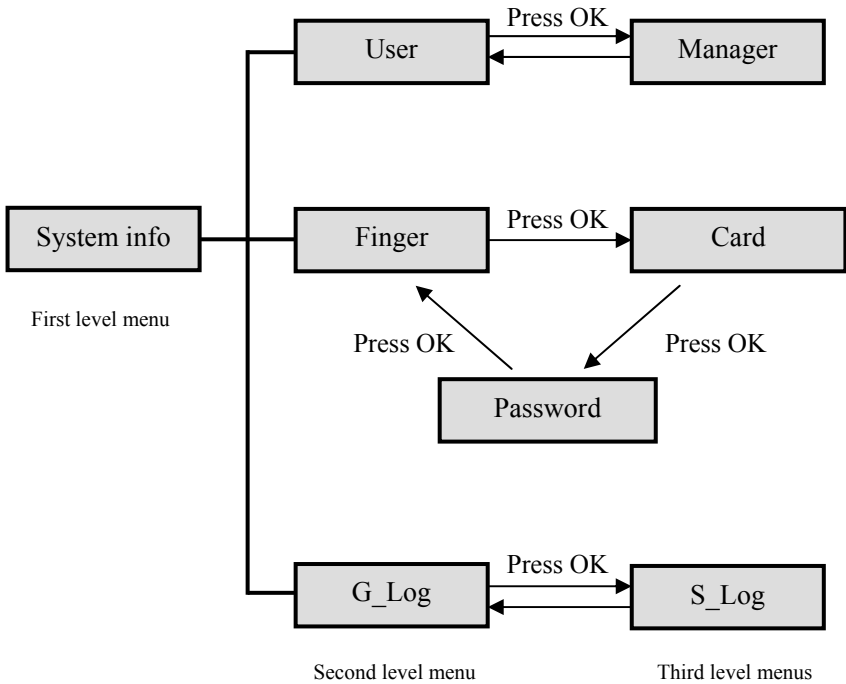 Press OK
User
Manager
System info
First level menu
Finger
Press OK
Card
Press OK
Press OK
Password
G_Log
Press OK
S_Log
Second level menu
Third level menus